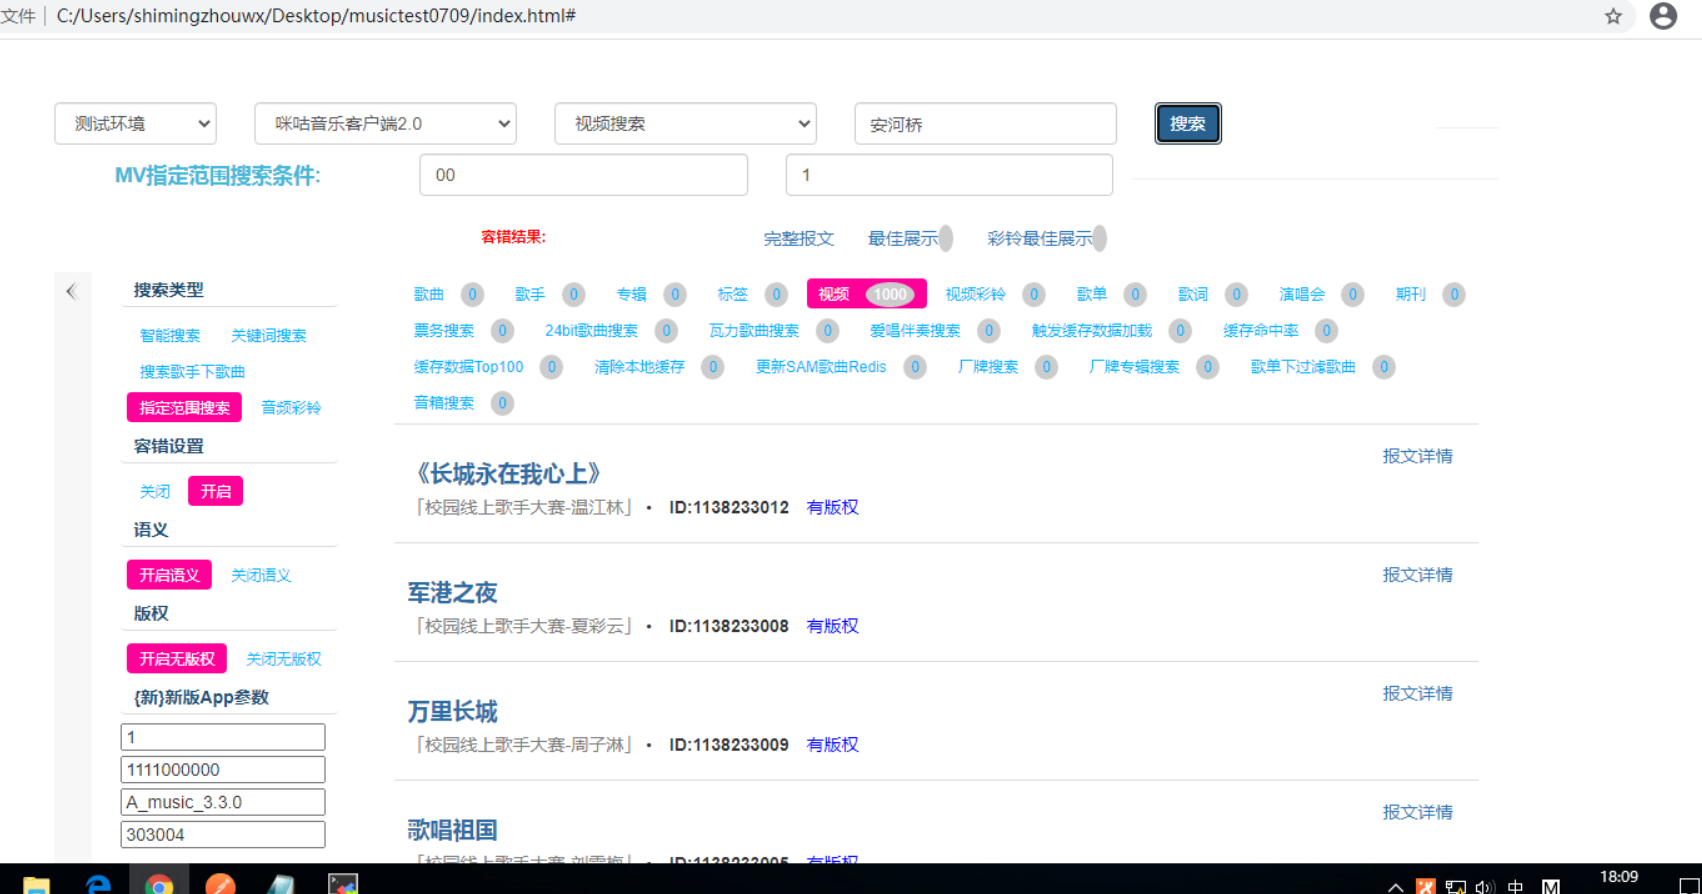 文件 C:/Users/shimingzhouwx/Desktop/musictest0709/index.html#
测试环境 咪咕音乐客户端2.0 视频搜索 安河桥 搜索
MV指定范围搜索条件: 00 1
容错结果: 完整报文 最佳展示 彩铃最佳展示
搜索类型
智能搜索 关键词搜索
搜索歌手下歌曲
指定范围搜索 音频彩铃
容错设置
关闭 开启
语义
开启语义 关闭语义
版权
开启无版权 关闭无版权
{新}新版App参数
1
1111000000
A_music_3.3.0
303004
歌曲 0 歌手 0 专辑 0 标签 0 视频 1000 视频彩铃 0 歌单 0 歌词 0 演唱会 0 期刊 0
票务搜索 0 24bit歌曲搜索 0 瓦力歌曲搜索 0 爱唱伴奏搜索 0 触发缓存数据加载 0 缓存命中率 0
缓存数据Top100 0 清除本地缓存 0 更新SAM歌曲Redis 0 厂牌搜索 0 厂牌专辑搜索 0 歌单下过滤歌曲 0
音箱搜索 0
报文详情
《长城永在我心上》
「校园线上歌手大赛-温江林」 • ID:1138233012 有版权
报文详情
军港之夜
「校园线上歌手大赛-夏彩云」 • ID:1138233008 有版权
报文详情
万里长城
「校园线上歌手大赛-周子淋」 • ID:1138233009 有版权
报文详情
歌唱祖国
「校园线上歌手大赛-刘雪梅」 • ID:1138233005 有版权
中 M 18:09